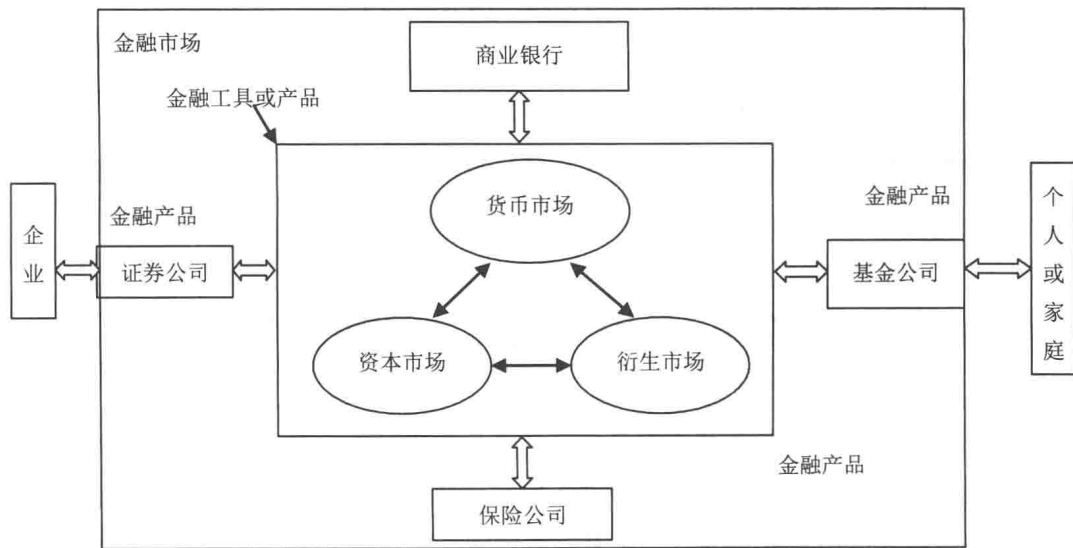 金融市场
商业银行
金融工具或产品
货币市场
金融产品
金融产品
企业
证券公司
基金公司
个人或家庭
资本市场
衍生市场
金融产品
保险公司